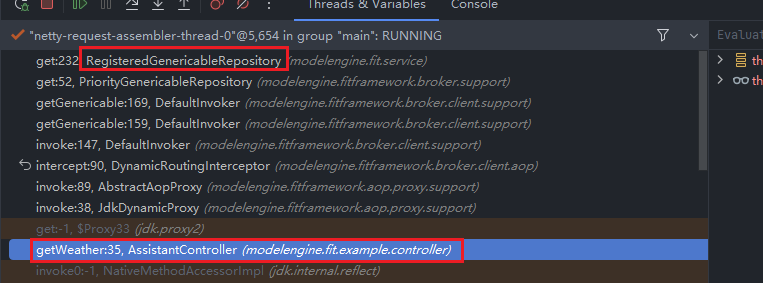 Threads & Variables Console
"netty-request-assembler-thread-0"@5,654 in group "main": RUNNING
Evaluat
get:232, RegisteredGenericableRepository (modelengine.fit.service)
th
get:52, PriorityGenericableRepository (modelengine.fitframework.broker.support)
th
getGenericable:169, DefaultInvoker (modelengine.fitframework.broker.client.support)
getGenericable:159, DefaultInvoker (modelengine.fitframework.broker.client.support)
invoke:147, DefaultInvoker (modelengine.fitframework.broker.client.support)
intercept:90, DynamicRoutingInterceptor (modelengine.fitframework.broker.client.aop)
invoke:89, AbstractAopProxy (modelengine.fitframework.aop.proxy.support)
invoke:38, JdkDynamicProxy (modelengine.fitframework.aop.proxy.support)
get:-1, $Proxy33 (jdk.proxy2)
getWeather:35, AssistantController (modelengine.fit.example.controller)
invoke0:-1, NativeMethodAccessorImpl (jdk.internal.reflect)